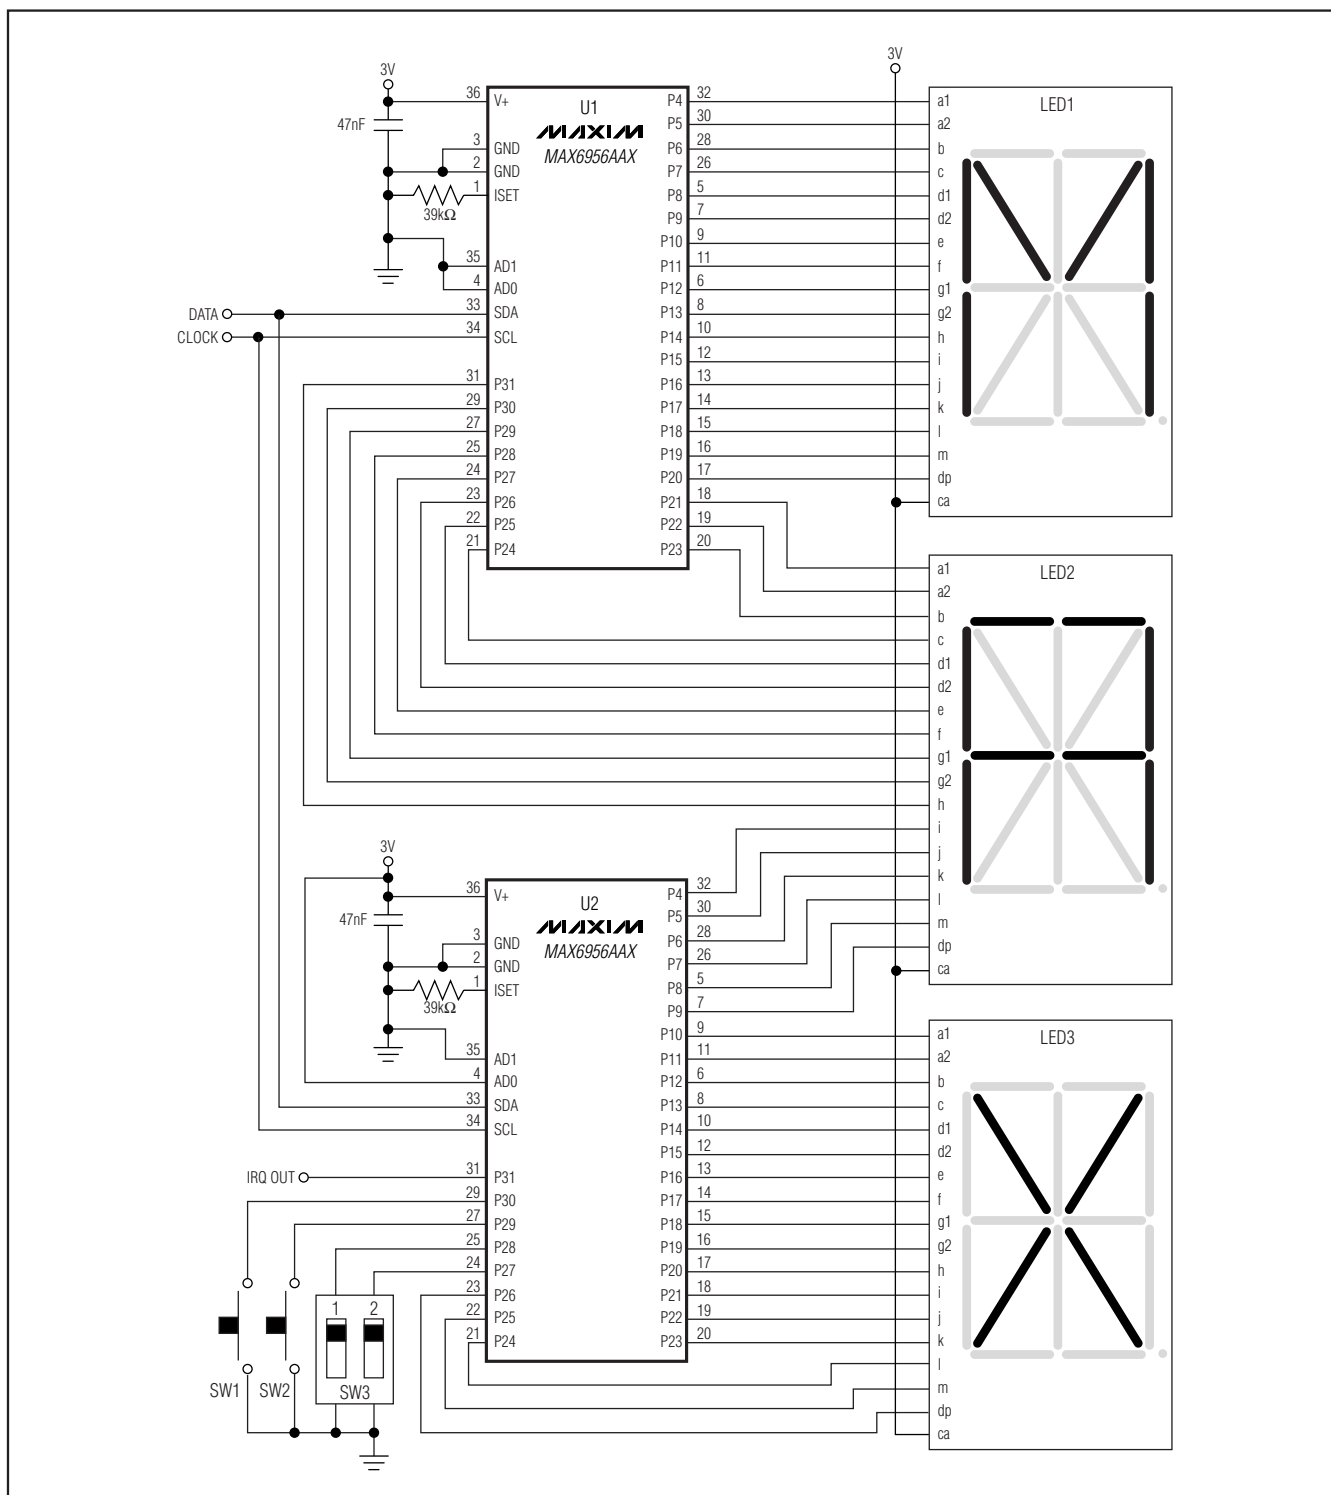 3V
47nF
39kΩ
DATA
CLOCK
U1
MAXIM
MAX6956AAX
36 V+
3 GND
2 GND
1 ISET
35 AD1
4 AD0
33 SDA
34 SCL
31 P31
29 P30
27 P29
25 P28
24 P27
23 P26
22 P25
21 P24
P4 32
P5 30
P6 28
P7 26
P8 5
P9 7
P10 9
P11 11
P12 6
P13 8
P14 10
P15 12
P16 13
P17 14
P18 15
P19 16
P20 17
P21 18
P22 19
P23 20
3V
LED1
a1
a2
b
c
d1
d2
e
f
g1
g2
h
i
j
k
l
m
dp
ca
LED2
a1
a2
b
c
d1
d2
e
f
g1
g2
h
i
j
k
l
m
dp
ca
3V
47nF
39kΩ
U2
MAXIM
MAX6956AAX
36 V+
3 GND
2 GND
1 ISET
35 AD1
4 AD0
33 SDA
34 SCL
IRQ OUT
31 P31
29 P30
27 P29
25 P28
24 P27
23 P26
22 P25
21 P24
P4 32
P5 30
P6 28
P7 26
P8 5
P9 7
P10 9
P11 11
P12 6
P13 8
P14 10
P15 12
P16 13
P17 14
P18 15
P19 16
P20 17
P21 18
P22 19
P23 20
LED3
a1
a2
b
c
d1
d2
e
f
g1
g2
h
i
j
k
l
m
dp
ca
1 2
SW1 SW2 SW3